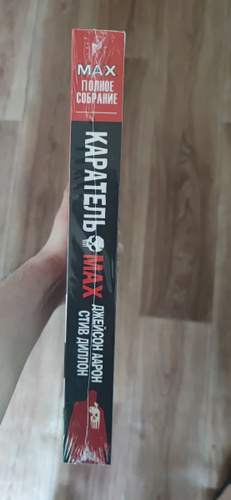 MAX
ПОЛНОЕ
СОБРАНИЕ
КАРАТЕЛЬ MAX
ДЖЕЙСОН ААРОН
СТИВ ДИЛЛОН